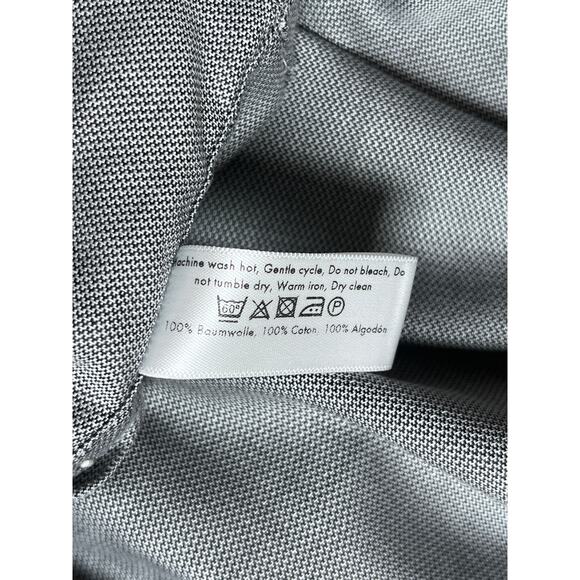 achine wash hot, Gentle cycle, Do not bleach, Do
not tumble dry, Warm iron, Dry clean
60° P
100% Baumwolle, 100% Coton, 100% Algodón